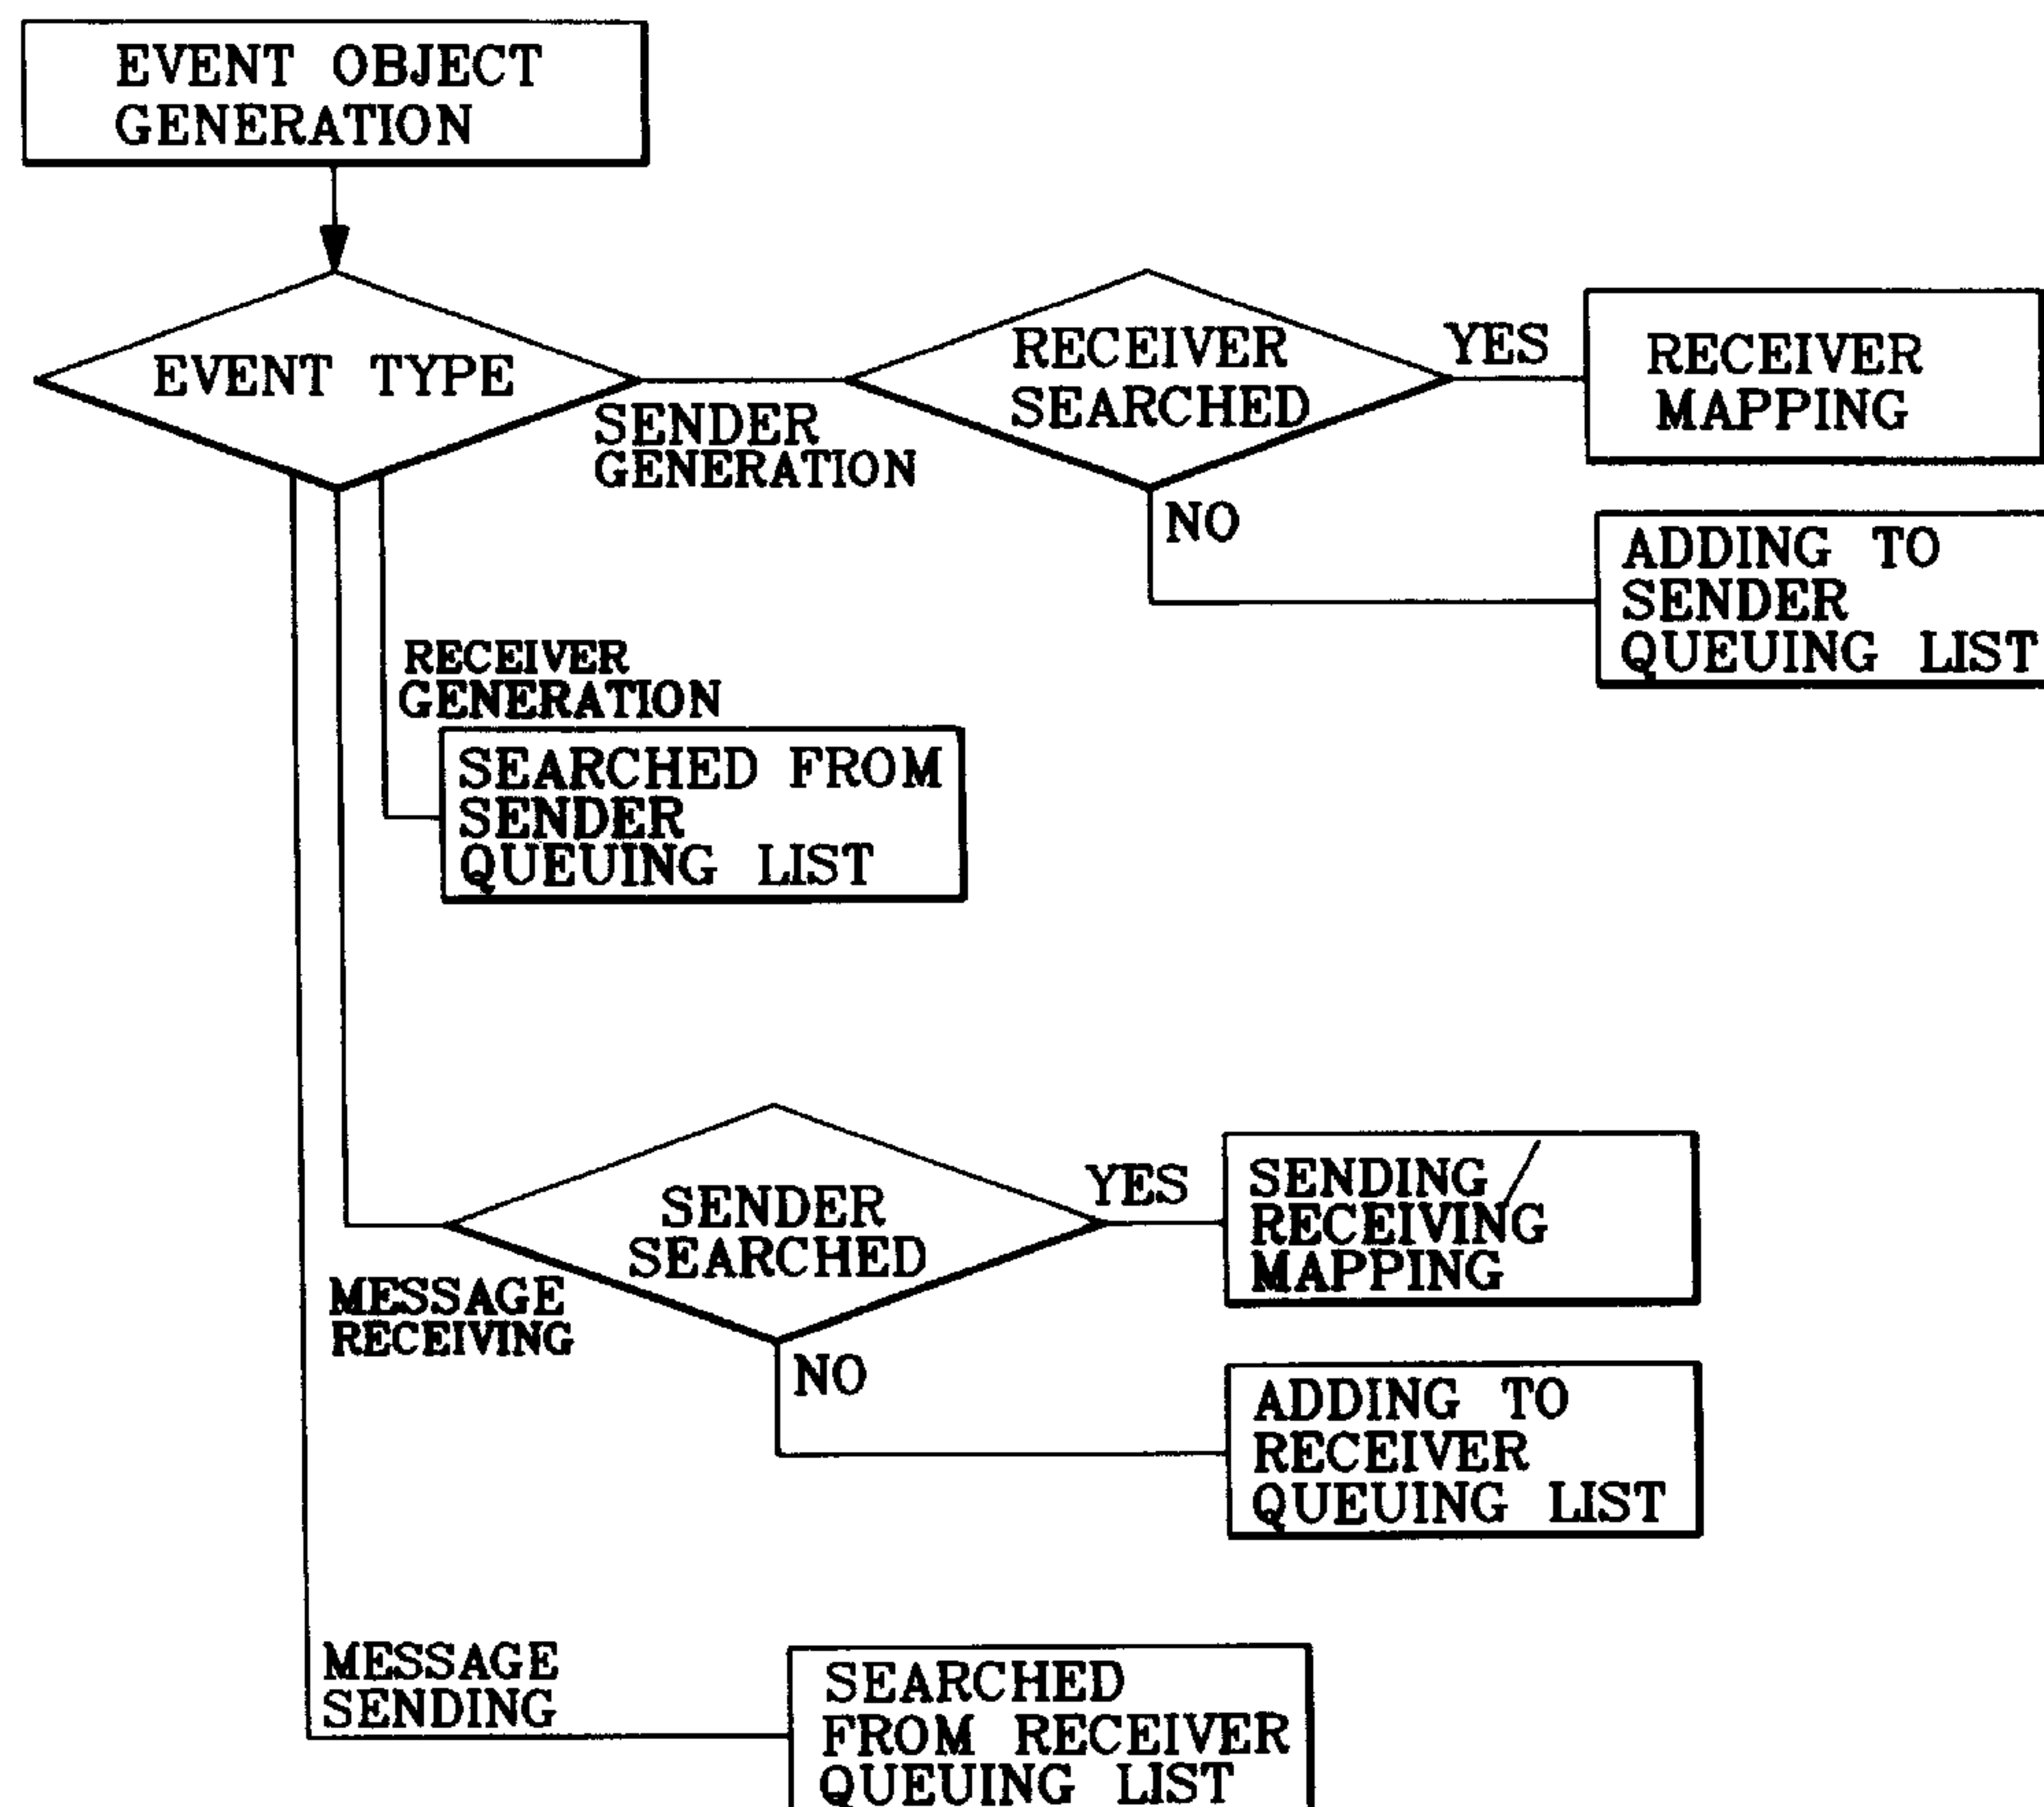 EVENT OBJECT
GENERATION
EVENT TYPE
SENDER
GENERATION
RECEIVER
SEARCHED
YES
RECEIVER
MAPPING
NO
ADDING TO
SENDER
QUEUING LIST
RECEIVER
GENERATION
SEARCHED FROM
SENDER
QUEUING LIST
SENDER
SEARCHED
YES
SENDING/
RECEIVING
MAPPING
MESSAGE
RECEIVING
NO
ADDING TO
RECEIVER
QUEUING LIST
MESSAGE
SENDING
SEARCHED
FROM RECEIVER
QUEUING LIST